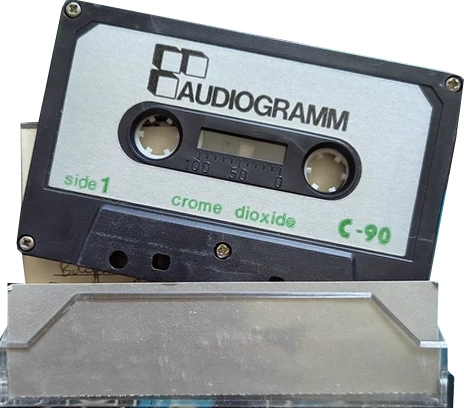 AUDIOGRAMM
100 50 0
side 1
crome dioxide
C-90